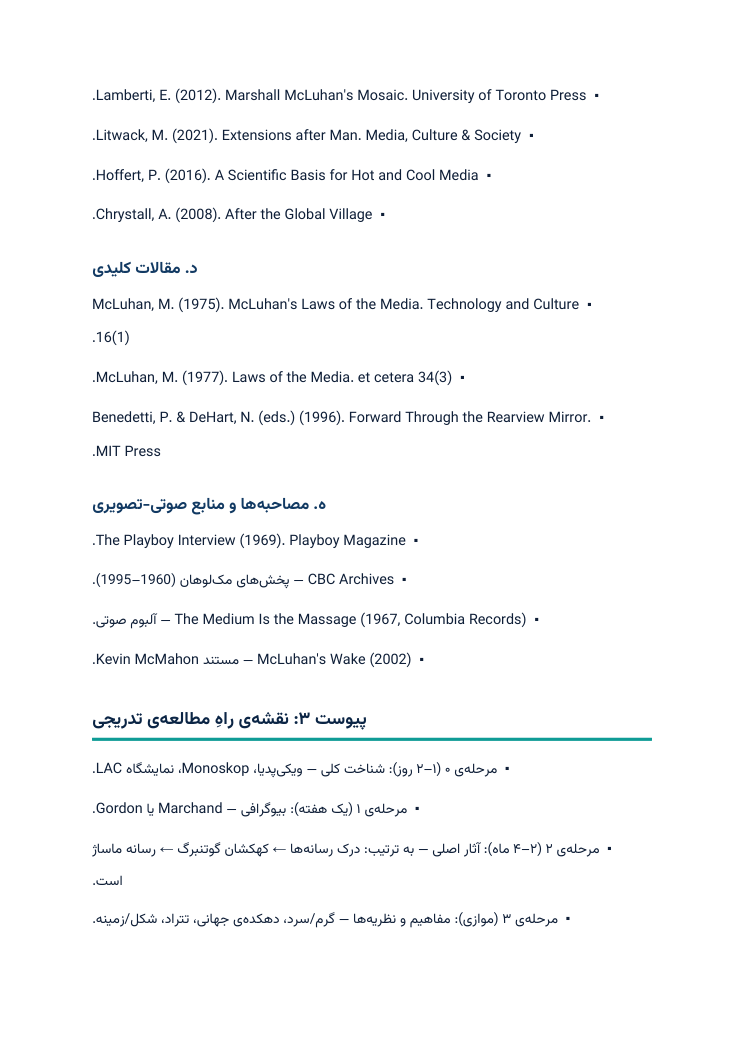 ▪ Lamberti, E. (2012). Marshall McLuhan's Mosaic. University of Toronto Press.
▪ Litwack, M. (2021). Extensions after Man. Media, Culture & Society.
▪ Hoffert, P. (2016). A Scientific Basis for Hot and Cool Media.
▪ Chrystall, A. (2008). After the Global Village.
د. مقالات کلیدی
▪ McLuhan, M. (1975). McLuhan's Laws of the Media. Technology and Culture
16(1).
▪ McLuhan, M. (1977). Laws of the Media. et cetera 34(3).
▪ Benedetti, P. & DeHart, N. (eds.) (1996). Forward Through the Rearview Mirror.
MIT Press.
ه. مصاحبه‌ها و منابع صوتی-تصویری
▪ The Playboy Interview (1969). Playboy Magazine.
▪ CBC Archives — پخش‌های مک‌لوهان (1960–1995).
▪ The Medium Is the Massage (1967, Columbia Records) — آلبوم صوتی.
▪ McLuhan's Wake (2002) — مستند Kevin McMahon.
پیوست ۳: نقشه‌ی راهِ مطالعه‌ی تدریجی
▪ مرحله‌ی ۰ (۱–۲ روز): شناخت کلی — ویکی‌پدیا، Monoskop، نمایشگاه LAC.
▪ مرحله‌ی ۱ (یک هفته): بیوگرافی — Marchand یا Gordon.
▪ مرحله‌ی ۲ (۲–۴ ماه): آثار اصلی — به ترتیب: درک رسانه‌ها ← کهکشان گوتنبرگ ← رسانه ماساژ
است.
▪ مرحله‌ی ۳ (موازی): مفاهیم و نظریه‌ها — گرم/سرد، دهکده‌ی جهانی، تتراد، شکل/زمینه.